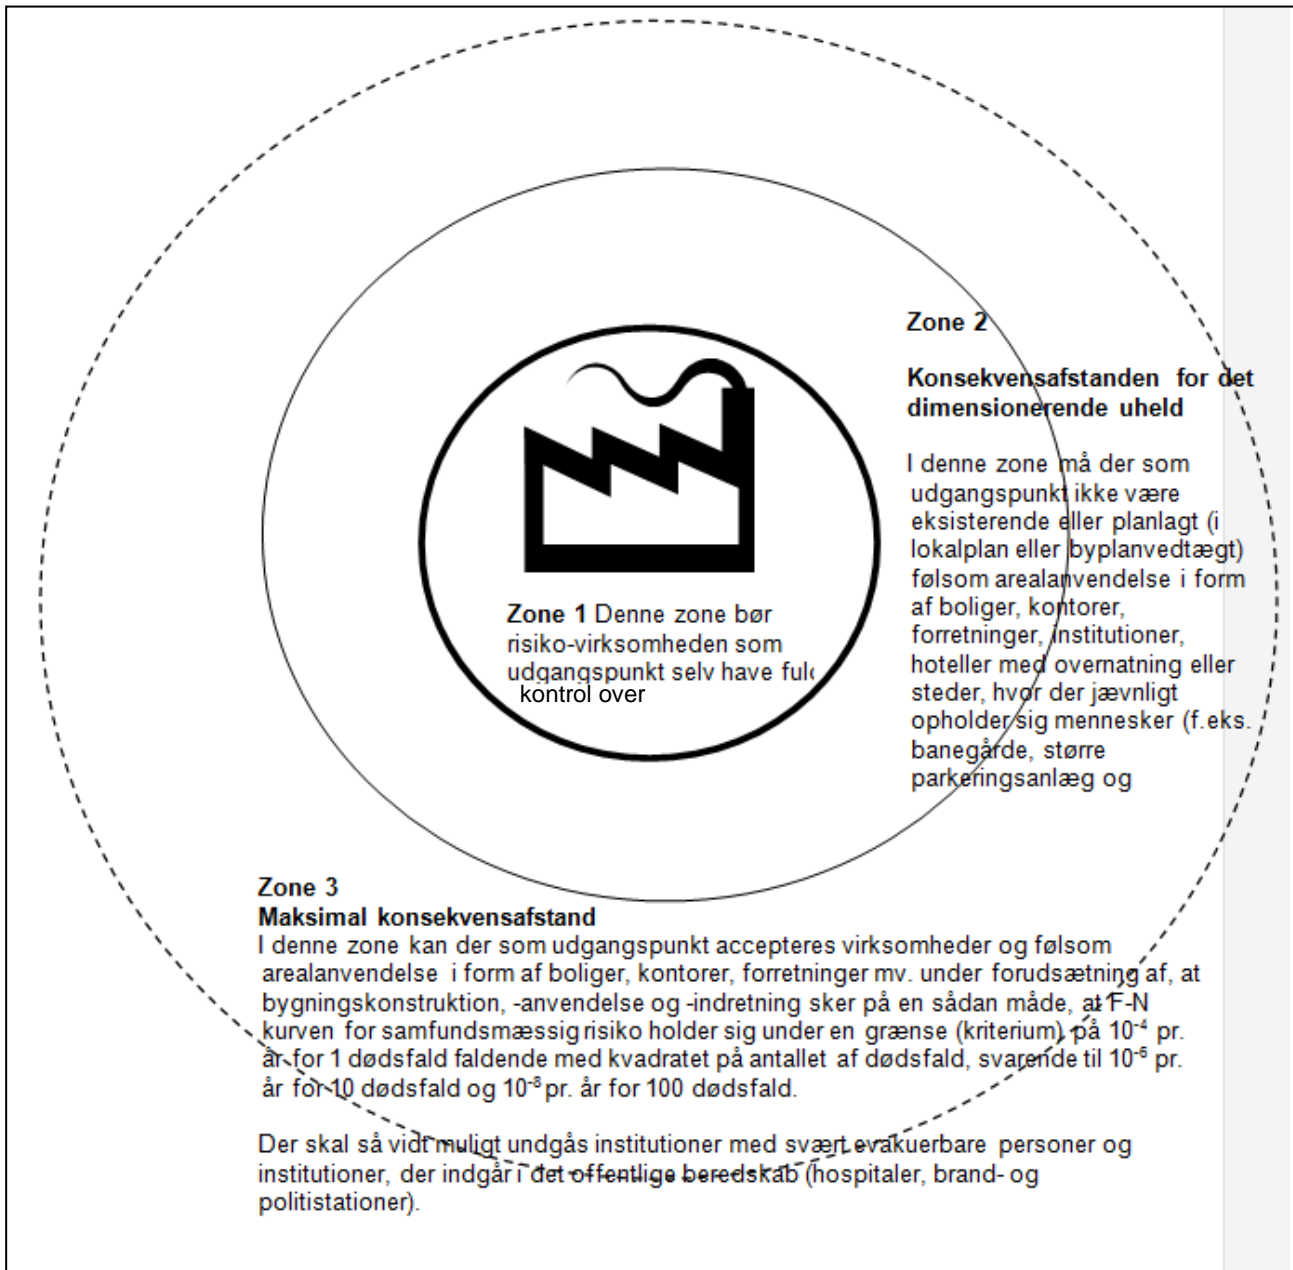 Zone 2
Konsekvensafstanden for det
dimensionerende uheld
I denne zone må der som
udgangspunkt ikke være
eksisterende eller planlagt (i
lokalplan eller byplanvedtægt)
følsom arealanvendelse i form
af boliger, kontorer,
forretninger, institutioner,
hoteller med overnatning eller
steder, hvor der jævnligt
opholder sig mennesker (f.eks.
banegårde, større
parkeringsanlæg og
Zone 1 Denne zone bør
risiko-virksomheden som
udgangspunkt selv have
kontrol over
Zone 3
Maksimal konsekvensafstand
I denne zone kan der som udgangspunkt accepteres virksomheder og følsom
arealanvendelse i form af boliger, kontorer, forretninger mv. under forudsætning af, at
bygningskonstruktion, -anvendelse og -indretning sker på en sådan måde, at F-N
kurven for samfundsmæssig risiko holder sig under en grænse (kriterium) på 10⁻⁴ pr.
år for 1 dødsfald faldende med kvadratet på antallet af dødsfald, svarende til 10⁻⁶ pr.
år for 10 dødsfald og 10⁻⁸ pr. år for 100 dødsfald.
Der skal så vidt muligt undgås institutioner med svært evakuerbare personer og
institutioner, der indgår i det offentlige beredskab (hospitaler, brand- og
politistationer).